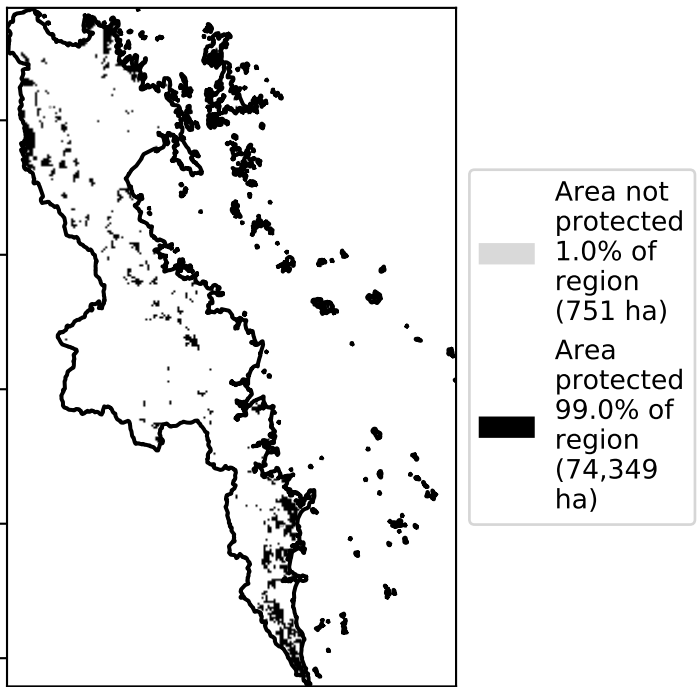 Area not
protected
1.0% of
region
(751 ha)
Area
protected
99.0% of
region
(74,349
ha)